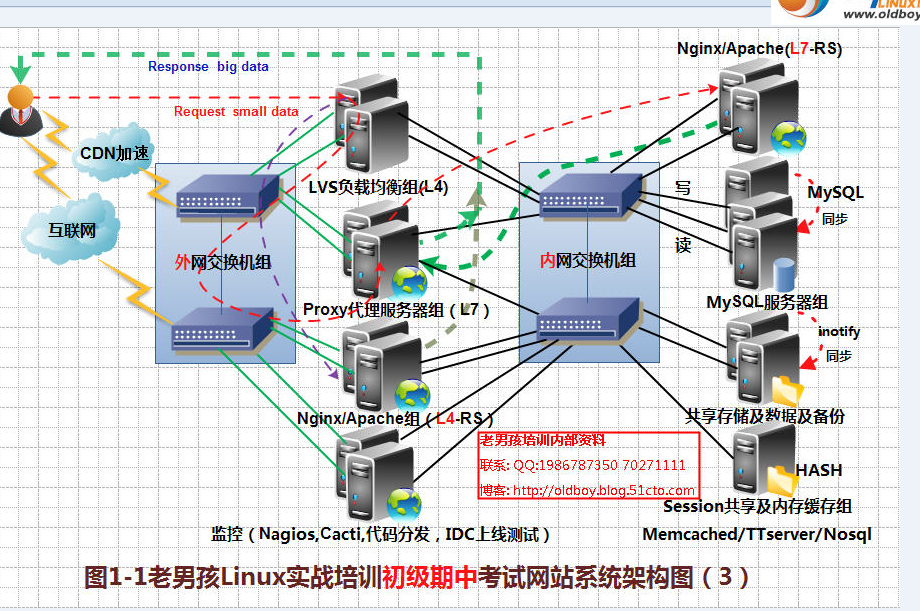 www.oldboy
Nginx/Apache(L7-RS)
Response big data
Request small data
CDN加速
LVS负载均衡组(L4)
写
MySQL
同步
互联网
读
外网交换机组
内网交换机组
MySQL服务器组
Proxy代理服务器组（L7）
inotify
同步
Nginx/Apache组（L4-RS）
共享存储及数据及备份
老男孩培训内部资料
联系: QQ:1986787350 70271111
博客: http://oldboy.blog.51cto.com
HASH
Session共享及内存缓存组
监控（Nagios,Cacti,代码分发，IDC上线测试）
Memcached/TTserver/Nosql
图1-1老男孩Linux实战培训初级期中考试网站系统架构图（3）